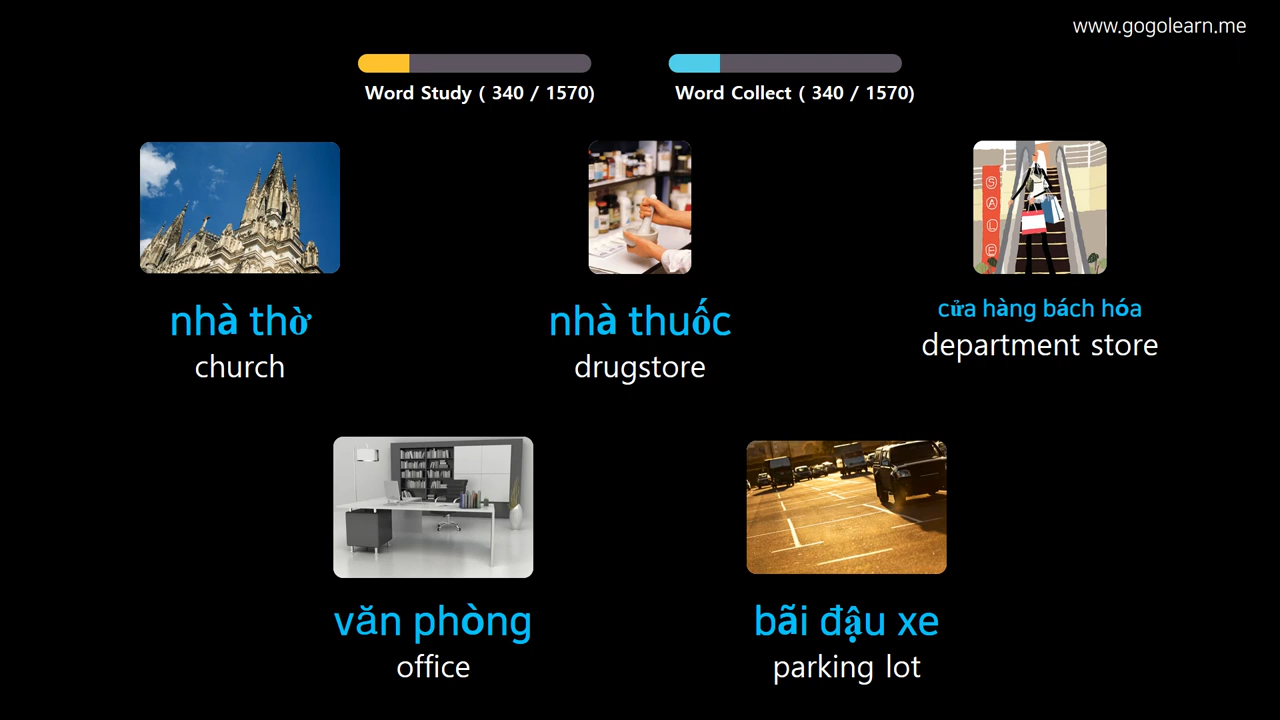 www.gogolearn.me
Word Study ( 340 / 1570)
Word Collect ( 340 / 1570)
SALE
nhà thờ
church
nhà thuốc
drugstore
cửa hàng bách hóa
department store
văn phòng
office
bãi đậu xe
parking lot